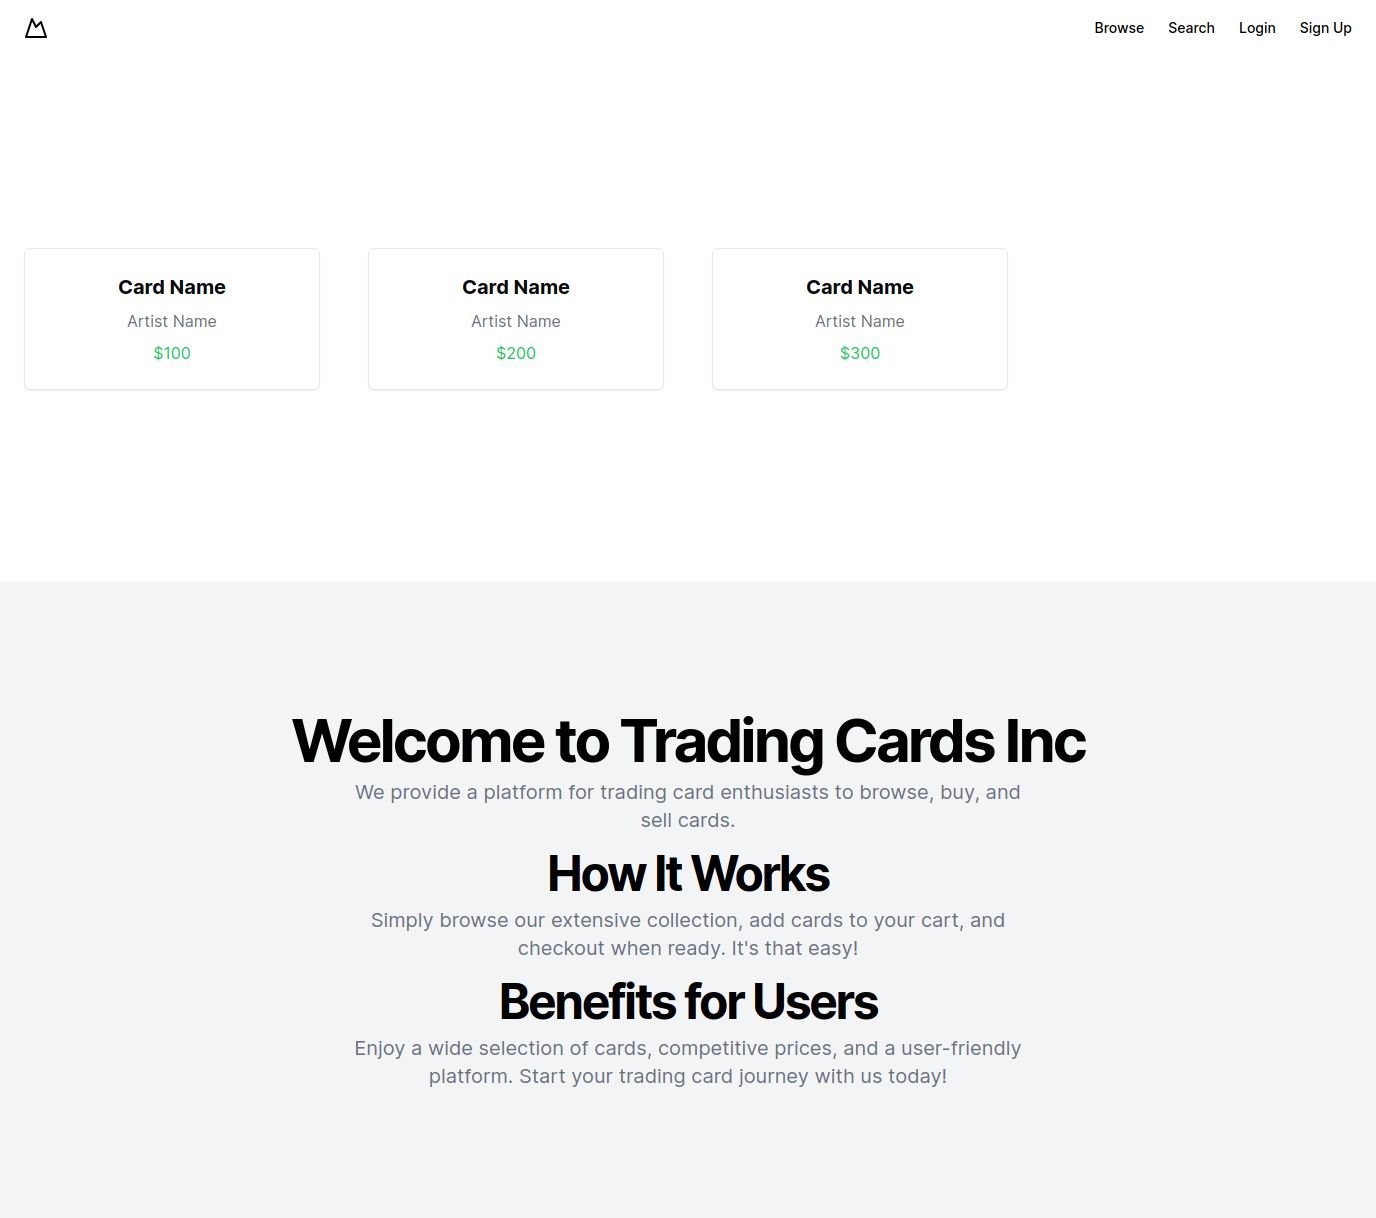 Browse Search Login Sign Up
Card Name
Artist Name
$100
Card Name
Artist Name
$200
Card Name
Artist Name
$300
Welcome to Trading Cards Inc
We provide a platform for trading card enthusiasts to browse, buy, and
sell cards.
How It Works
Simply browse our extensive collection, add cards to your cart, and
checkout when ready. It's that easy!
Benefits for Users
Enjoy a wide selection of cards, competitive prices, and a user-friendly
platform. Start your trading card journey with us today!